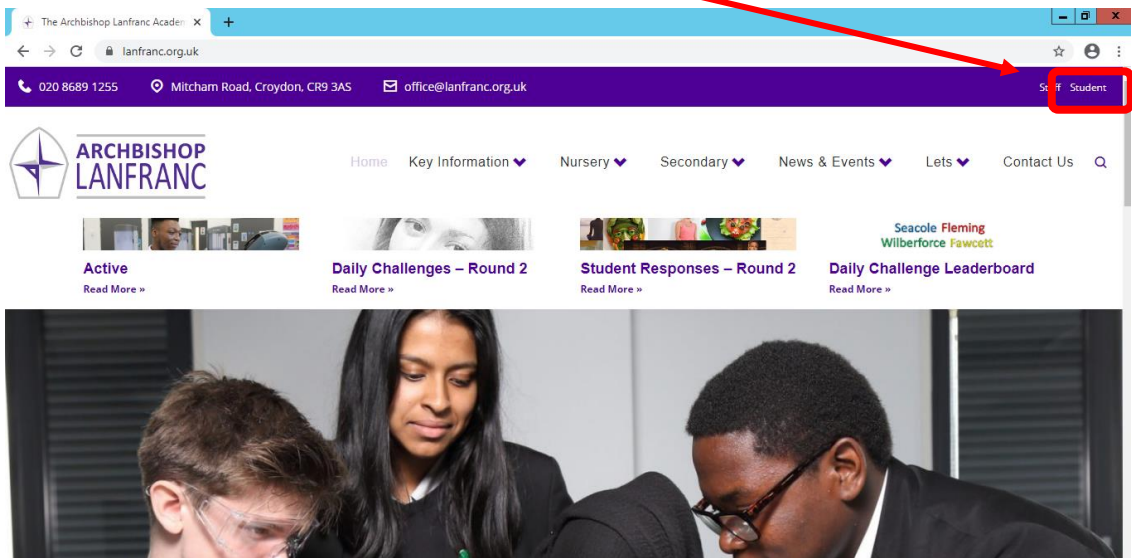 The Archbishop Lanfranc Academ
lanfranc.org.uk
020 8689 1255 Mitcham Road, Croydon, CR9 3AS office@lanfranc.org.uk Staff Student
ARCHBISHOP
LANFRANC
Home Key Information Nursery Secondary News & Events Lets Contact Us
Seacole Fleming
Wilberforce Fawcett
Active Daily Challenges – Round 2 Student Responses – Round 2 Daily Challenge Leaderboard
Read More » Read More » Read More » Read More »